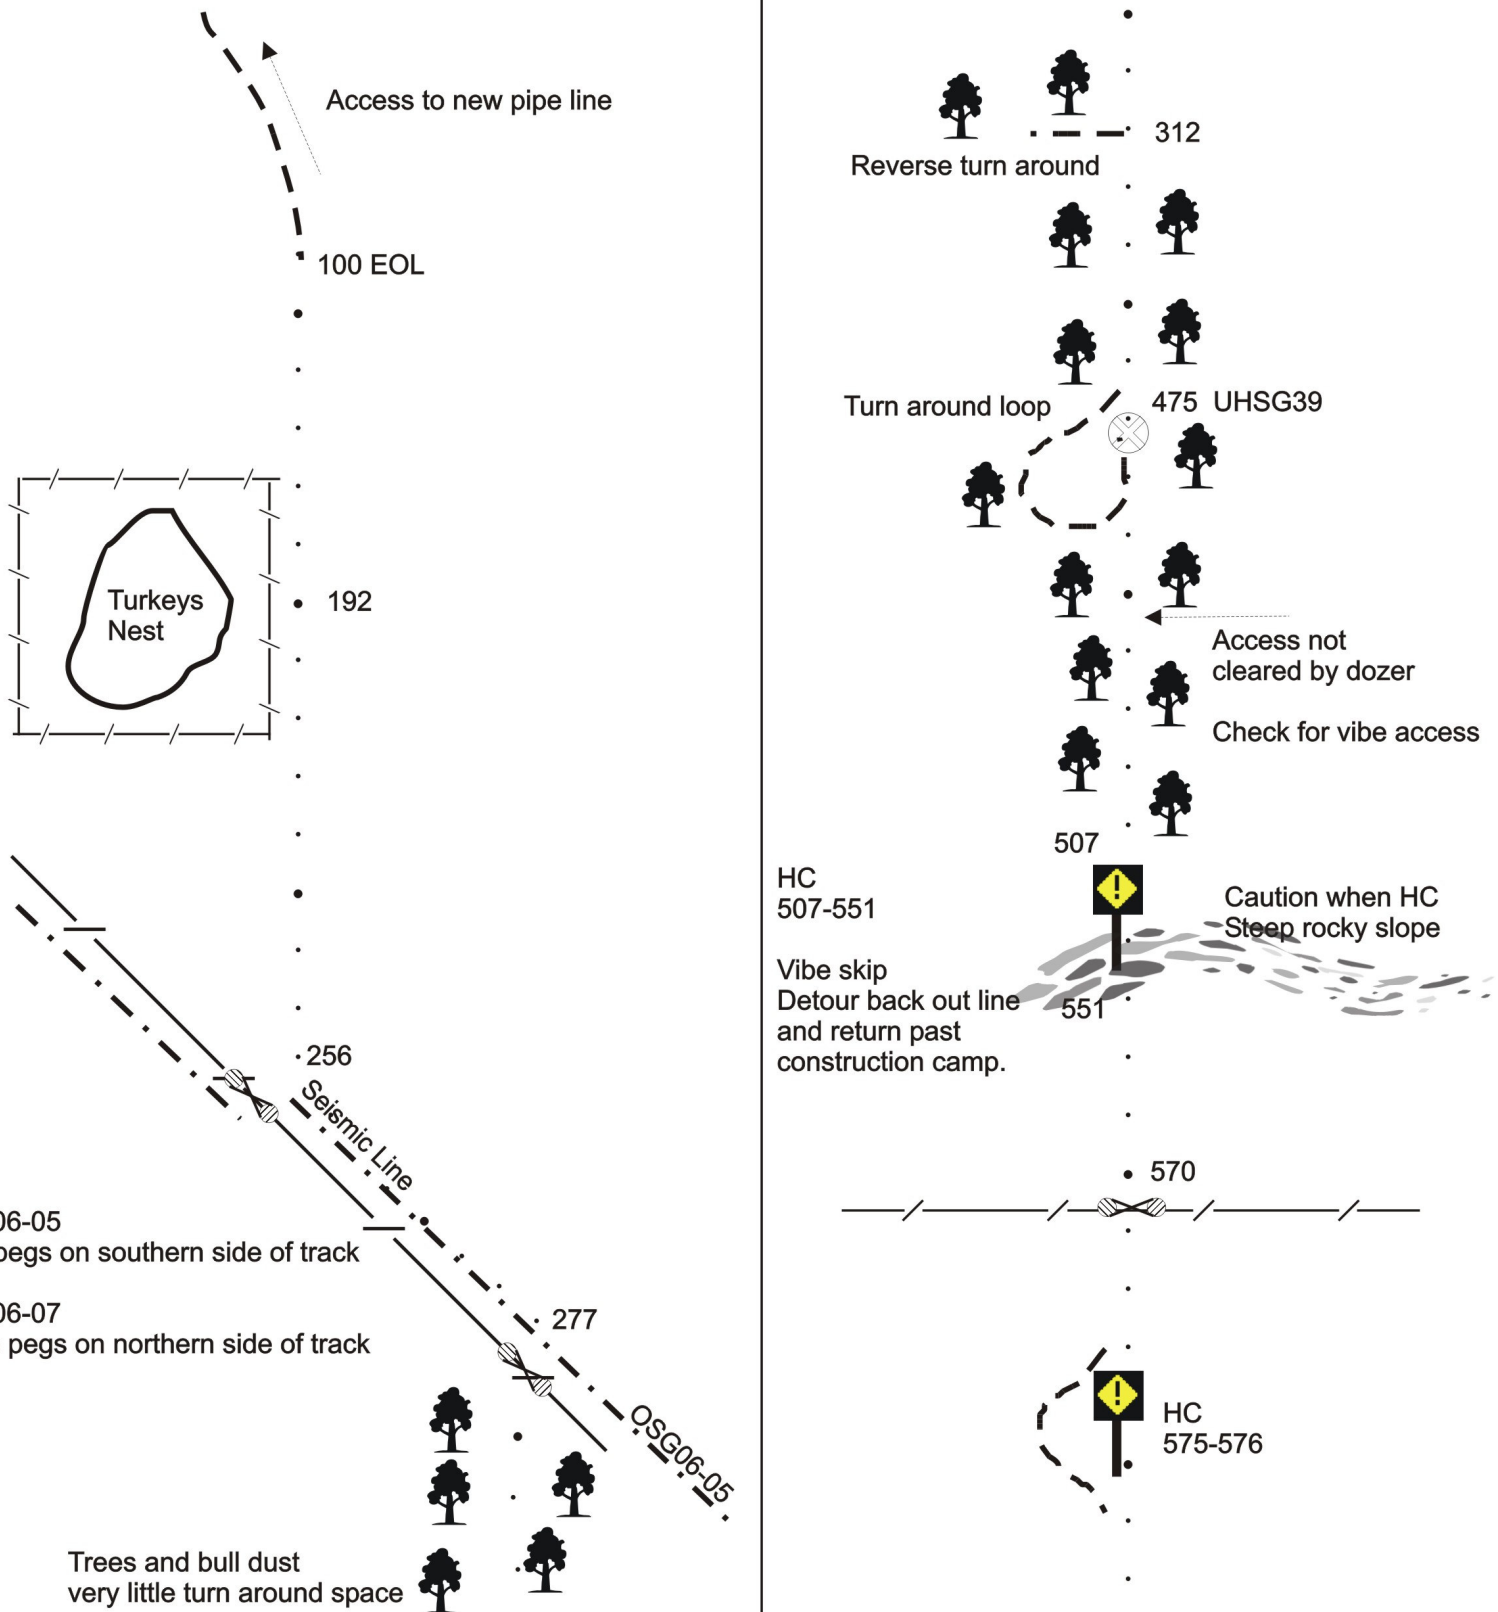 Access to new pipe line
100 EOL
Turkeys
Nest
192
256
Seismic Line
06-05
pegs on southern side of track
06-07
pegs on northern side of track
277
OSG06-05
Trees and bull dust
very little turn around space
312
Reverse turn around
Turn around loop
475 UHSG39
Access not
cleared by dozer
Check for vibe access
507
HC
507-551
Caution when HC
Steep rocky slope
Vibe skip
Detour back out line
and return past
construction camp.
551
570
HC
575-576